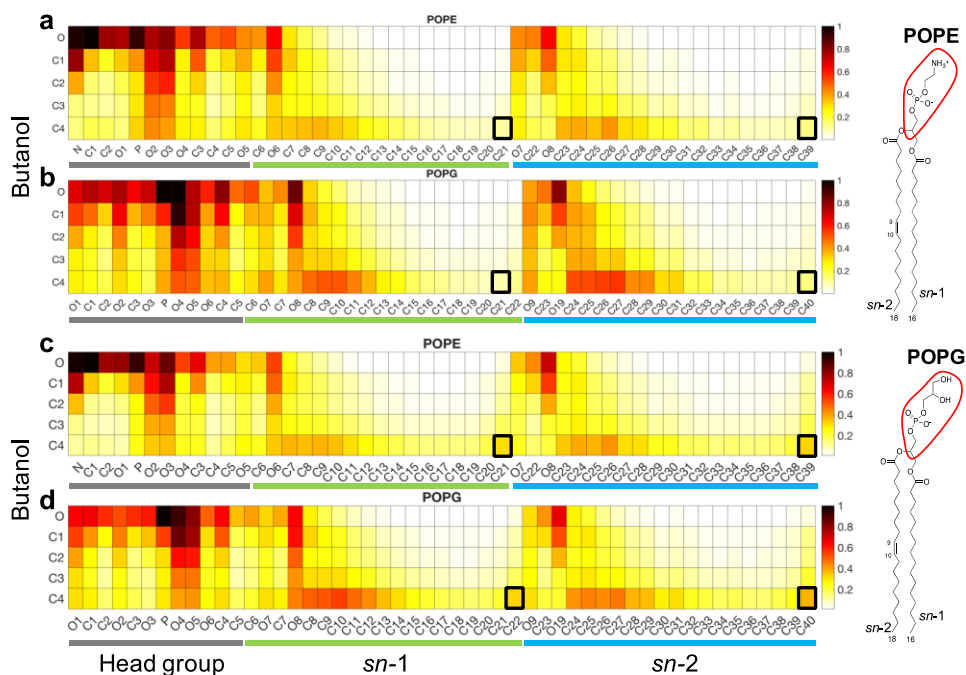 a
POPE
O
C1
C2
C3
C4
1
0.8
0.6
0.4
0.2
N C1 C2 O1 P O2 O3 O4 C3 C4 C5 O5 C6 O6 C7 C8 C9 C10 C11 C12 C13 C14 C15 C16 C17 C18 C19 C20 C21 O7 C22 O8 C23 C24 C25 C26 C27 C28 C29 C30 C31 C32 C33 C34 C35 C36 C37 C38 C39
Butanol
b
POPG
O
C1
C2
C3
C4
1
0.8
0.6
0.4
0.2
O1 C1 C2 O2 C3 O3 P O4 O5 O6 C4 C5 C6 O7 C7 O8 C8 C9 C10 C11 C12 C13 C14 C15 C16 C17 C18 C19 C20 C21 C22 O9 C23 O19 C24 C25 C26 C27 C28 C29 C30 C31 C32 C33 C34 C35 C36 C37 C38 C39 C40
c
POPE
O
C1
C2
C3
C4
1
0.8
0.6
0.4
0.2
N C1 C2 O1 P O2 O3 O4 C3 C4 C5 O5 C6 O6 C7 C8 C9 C10 C11 C12 C13 C14 C15 C16 C17 C18 C19 C20 C21 O7 C22 O8 C23 C24 C25 C26 C27 C28 C29 C30 C31 C32 C33 C34 C35 C36 C37 C38 C39
Butanol
d
POPG
O
C1
C2
C3
C4
1
0.8
0.6
0.4
0.2
O1 C1 C2 O2 C3 O3 P O4 O5 O6 C4 C5 C6 O7 C7 O8 C8 C9 C10 C11 C12 C13 C14 C15 C16 C17 C18 C19 C20 C21 C22 O9 C23 O19 C24 C25 C26 C27 C28 C29 C30 C31 C32 C33 C34 C35 C36 C37 C38 C39 C40
Head group
sn-1
sn-2
POPE
NH3+
O
O P O-
O
O
O
O
O
9
10
sn-2
sn-1
18
16
POPG
OH
OH
O
O P O-
O
O
O
O
O
9
10
sn-2
sn-1
18
16